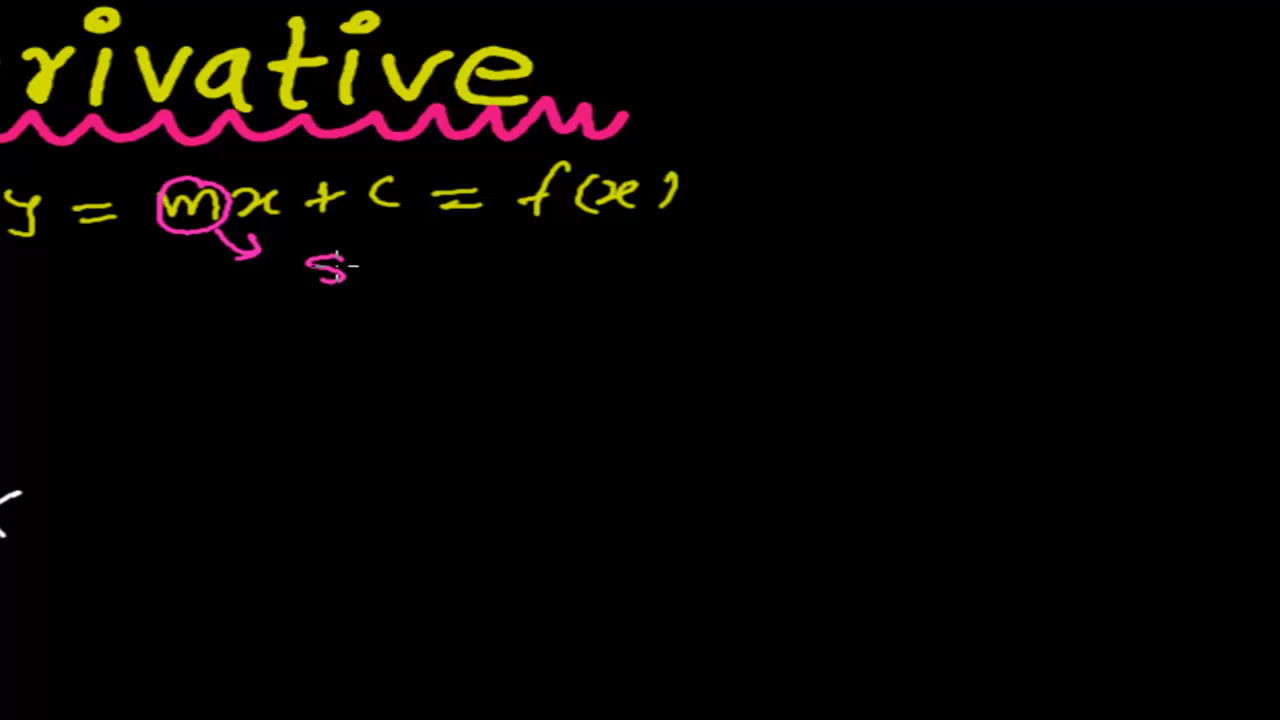 rivative
y = mx + c = f(x)
S